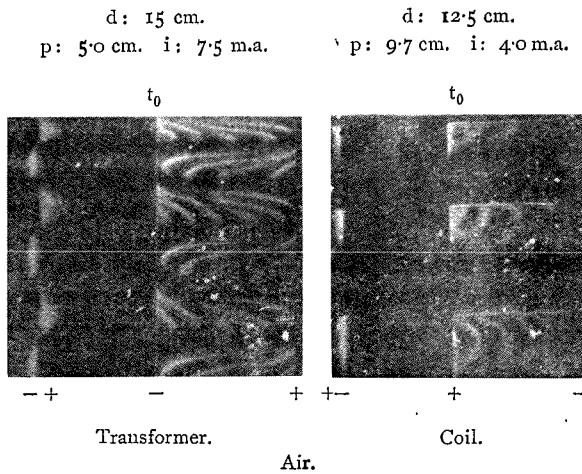 d: 15 cm. d: 12·5 cm.
p: 5·0 cm. i: 7·5 m.a. p: 9·7 cm. i: 4·0 m.a.
t₀ t₀
− + − + + − + −
Transformer. Coil.
Air.